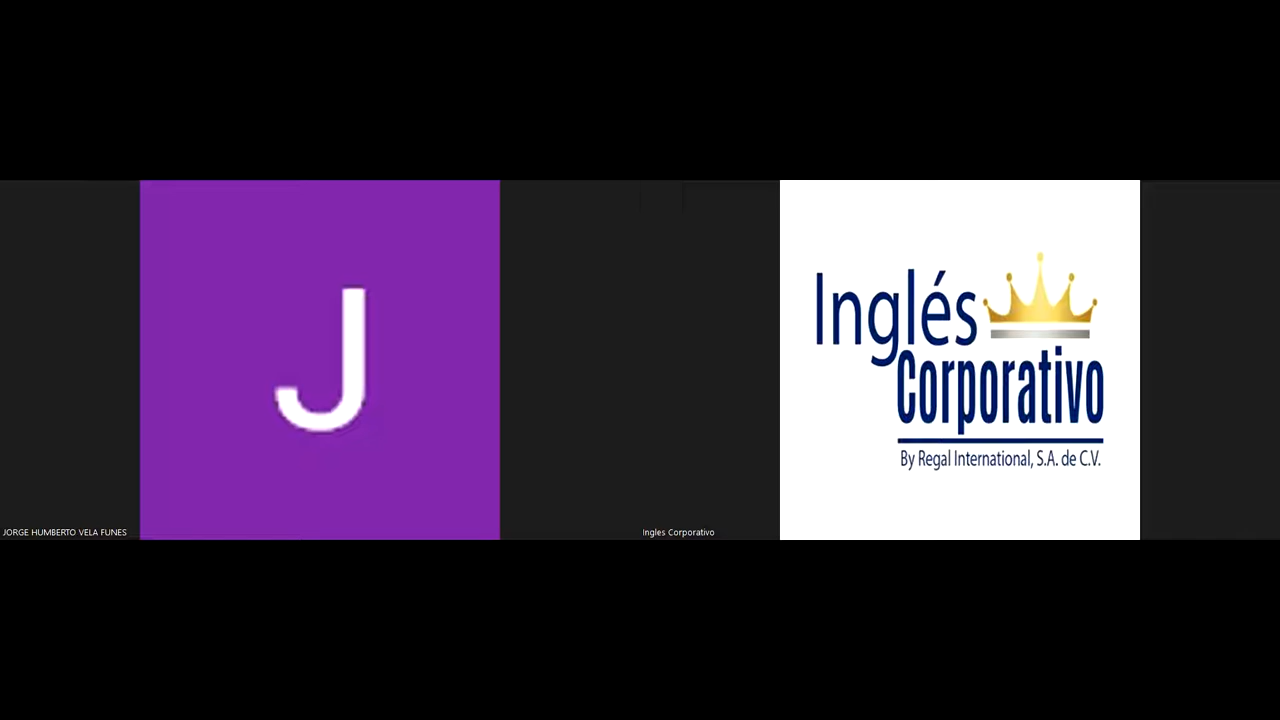 J
JORGE HUMBERTO VELA FUNES
Inglés
Corporativo
By Regal International, S.A. de C.V.
Ingles Corporativo